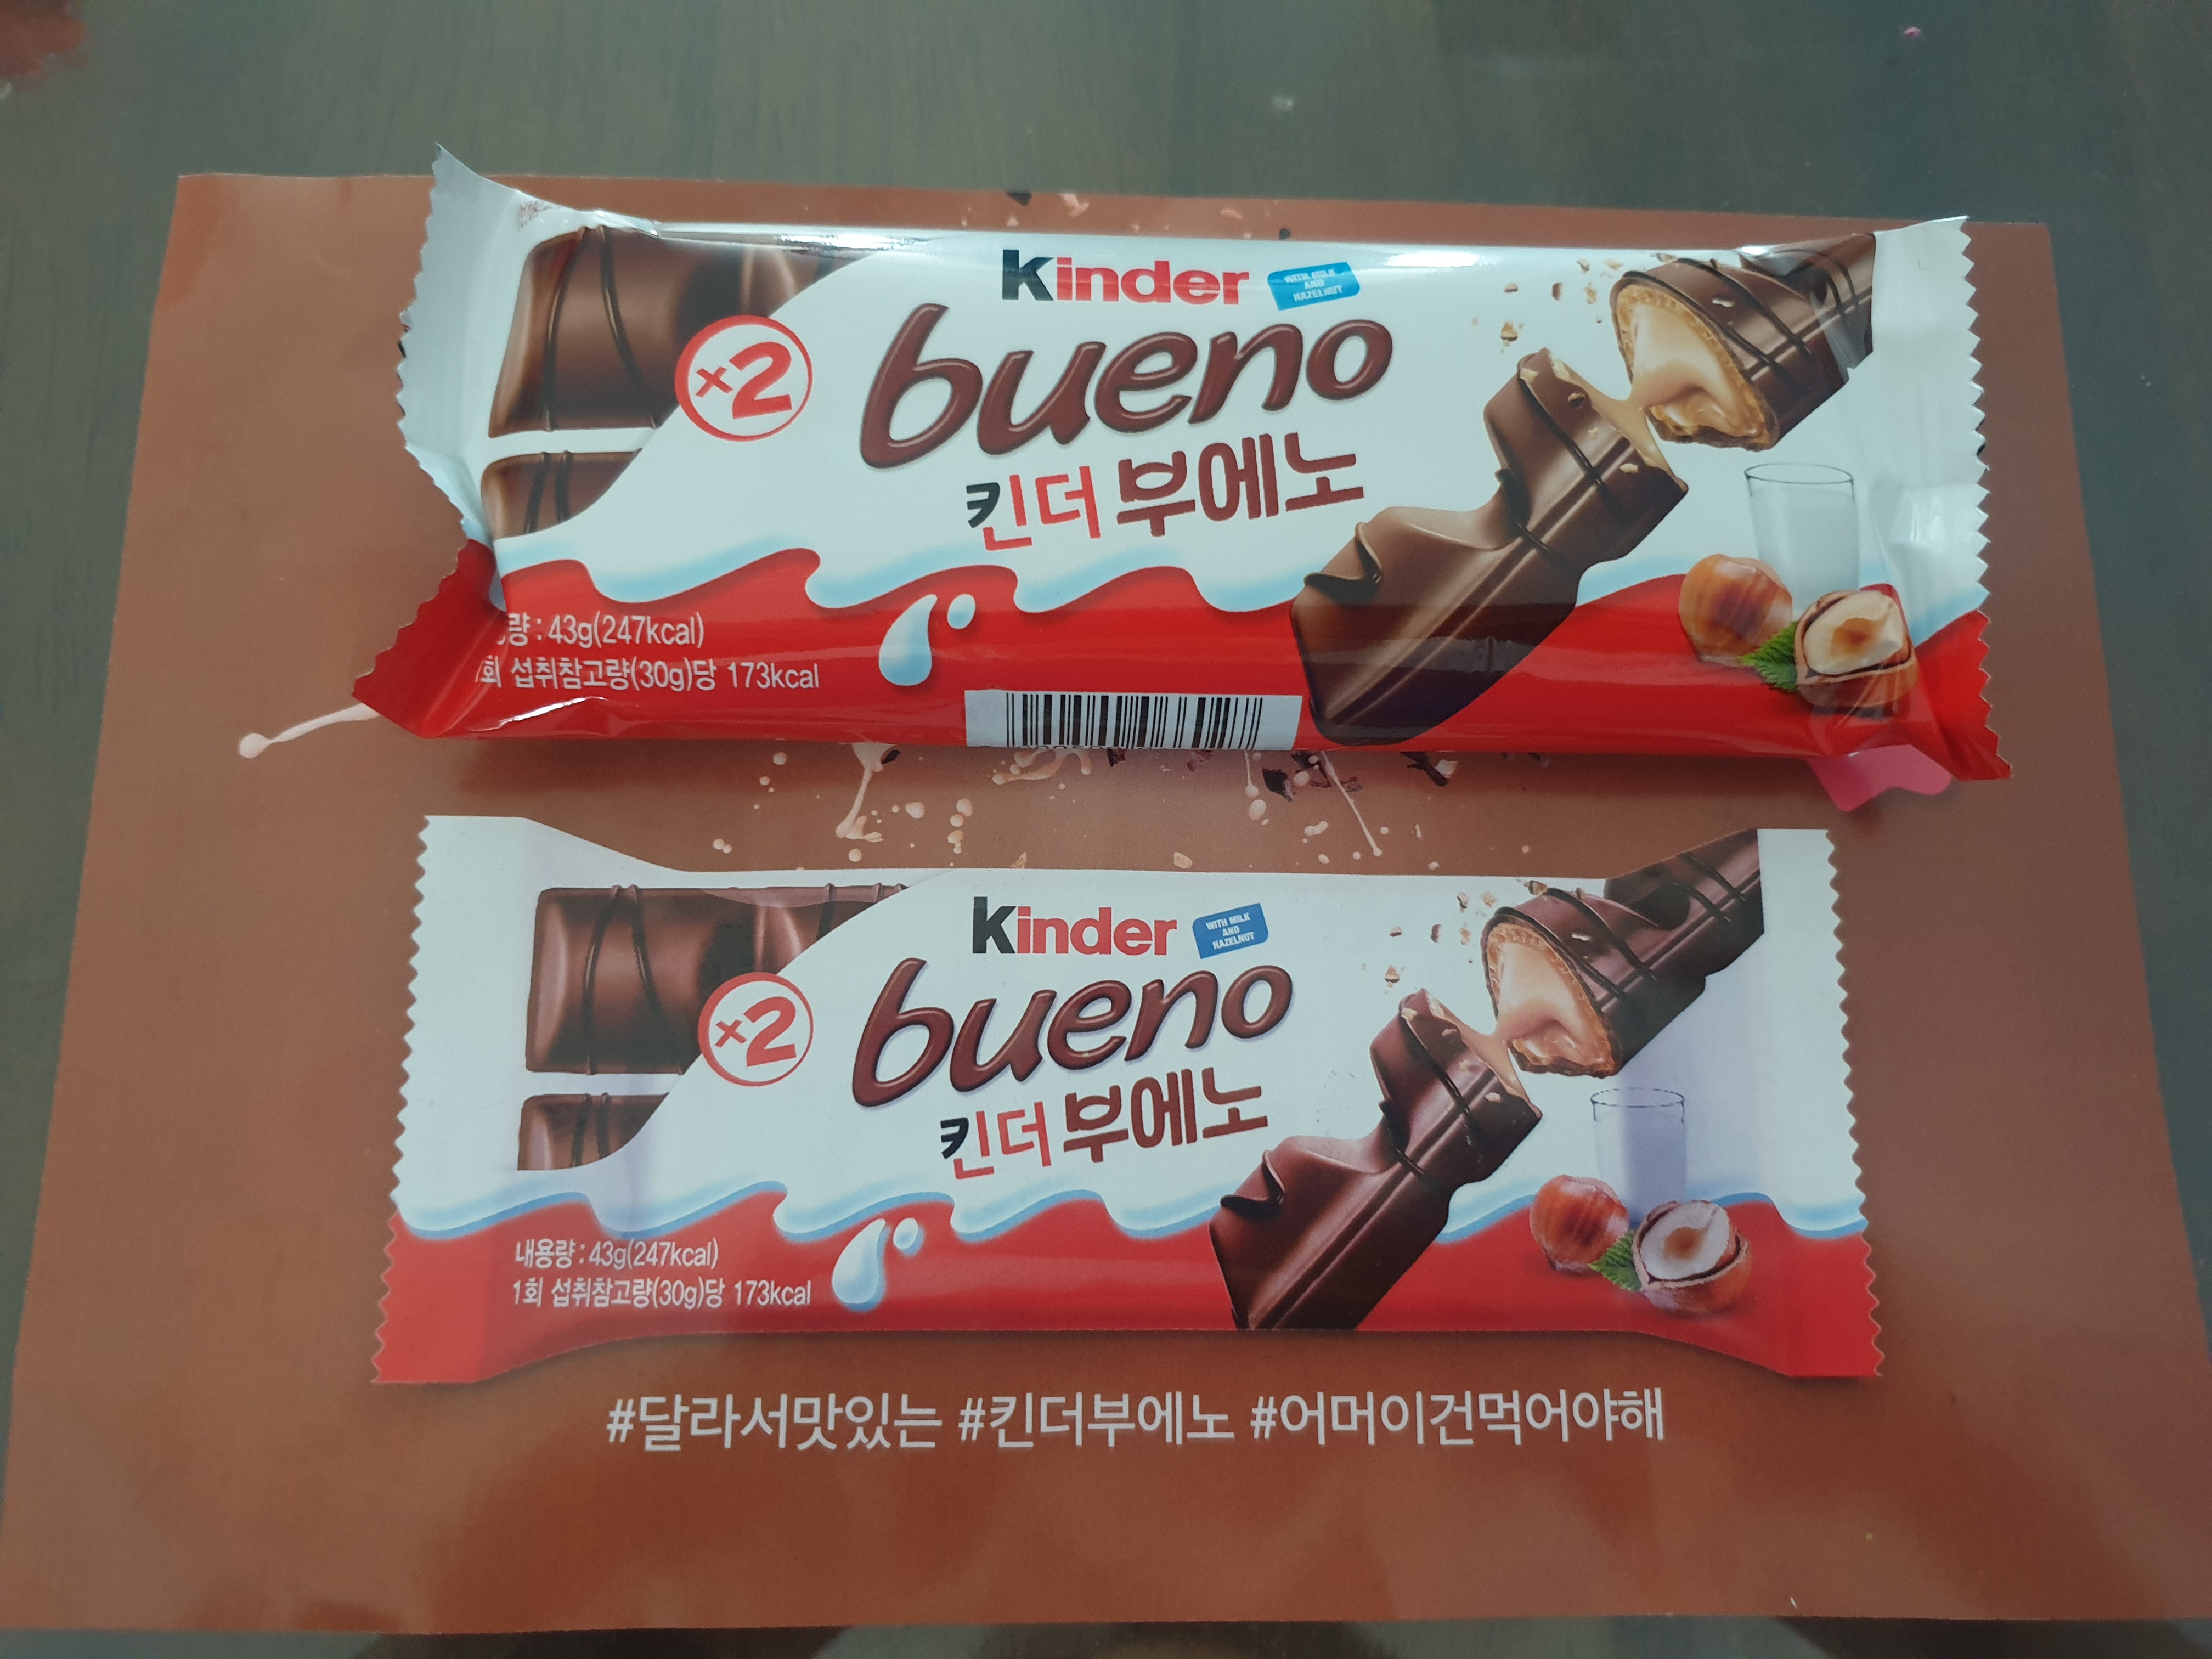 Kinder
WITH MILK
AND
HAZELNUT
×2
bueno
킨더 부에노
량 : 43g(247kcal)
회 섭취참고량(30g)당 173kcal
Kinder
WITH MILK
AND
HAZELNUT
×2
bueno
킨더 부에노
내용량 : 43g(247kcal)
1회 섭취참고량(30g)당 173kcal
#달라서맛있는 #킨더부에노 #어머이건먹어야해